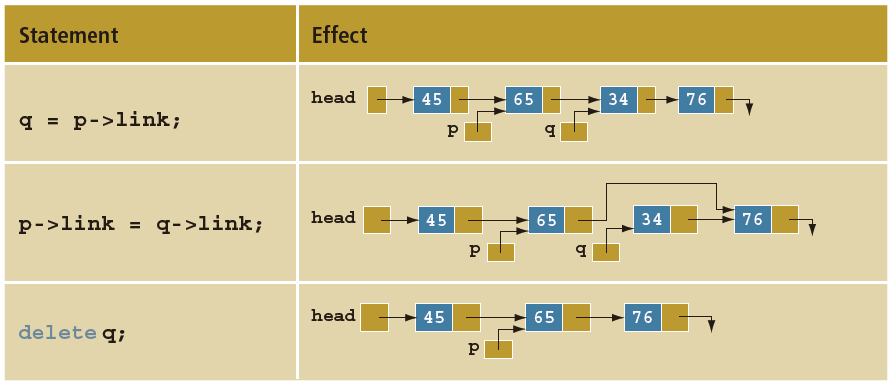 Statement Effect
q = p->link;
head 45 65 34 76
p q
p->link = q->link;
head 45 65 34 76
p q
delete q;
head 45 65 76
p